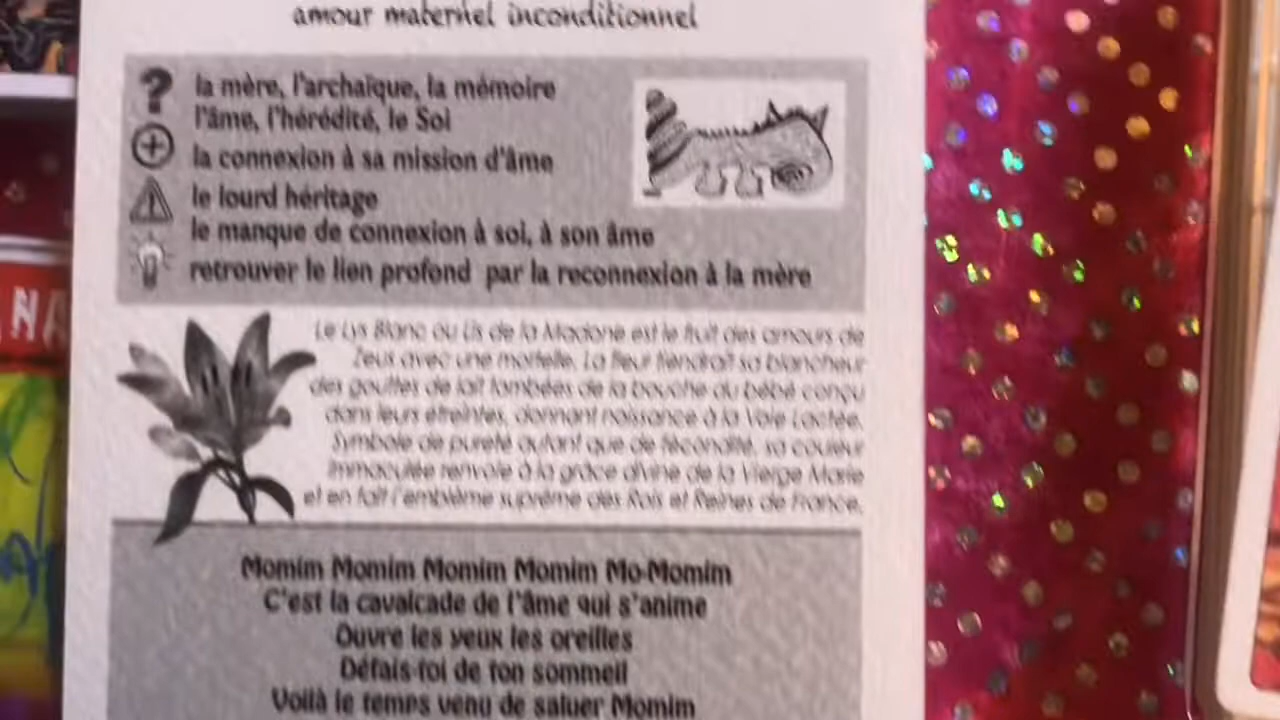 amour maternel inconditionnel
la mère, l'archaïque, la mémoire
l'âme, l'hérédité, le Soi
la connexion à sa mission d'âme
le lourd héritage
le manque de connexion à soi, à son âme
retrouver le lien profond par la reconnexion à la mère
Le Lys Blanc ou Lis de la Madone est le fruit des amours de
Zeus avec une mortelle. La fleur tiendrait sa blancheur
des gouttes de lait tombées de la bouche du bébé conçu
dans leurs étreintes, donnant naissance à la Voie Lactée.
Symbole de pureté autant que de fécondité, sa couleur
immaculée renvoie à la grâce divine de la Vierge Marie
et en fait l'emblème suprême des Rois et Reines de France.
Momim Momim Momim Momim Mo-Momim
C'est la cavalcade de l'âme qui s'anime
Ouvre les yeux les oreilles
Défais-toi de ton sommeil
Voilà le temps venu de saluer Momim